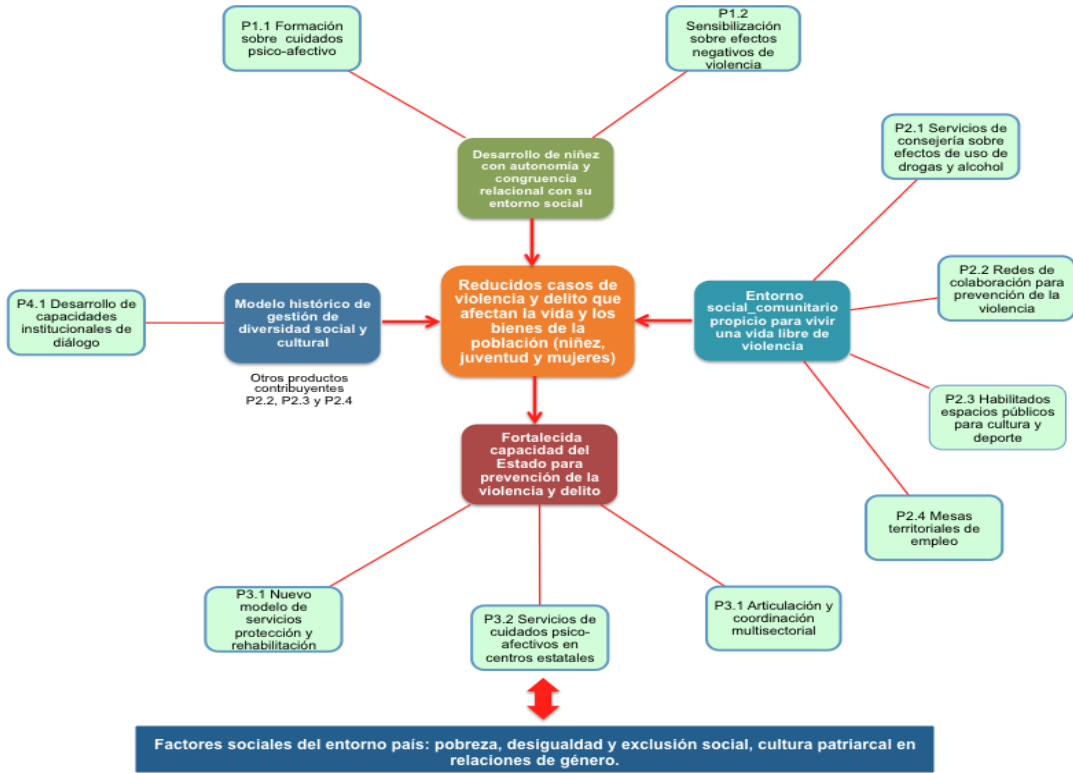 P1.1 Formación
sobre cuidados
psico-afectivo
P1.2
Sensibilización
sobre efectos
negativos de
violencia
P2.1 Servicios de
consejería sobre
efectos de uso de
drogas y alcohol
Desarrollo de niñez
con autonomía y
congruencia
relacional con su
entorno social
P4.1 Desarrollo de
capacidades
institucionales de
diálogo
Modelo histórico de
gestión de
diversidad social y
cultural
Otros productos
contribuyentes
P2.2, P2.3 y P2.4
Reducidos casos de
violencia y delito que
afectan la vida y los
bienes de la
población (niñez,
juventud y mujeres)
Entorno
social_comunitario
propicio para vivir
una vida libre de
violencia
P2.2 Redes de
colaboración para
prevención de la
violencia
P2.3 Habilitados
espacios públicos
para cultura y
deporte
Fortalecida
capacidad del
Estado para
prevención de la
violencia y delito
P2.4 Mesas
territoriales de
empleo
P3.1 Nuevo
modelo de
servicios
protección y
rehabilitación
P3.2 Servicios de
cuidados psico-
afectivos en
centros estatales
P3.1 Articulación y
coordinación
multisectorial
Factores sociales del entorno país: pobreza, desigualdad y exclusión social, cultura patriarcal en
relaciones de género.